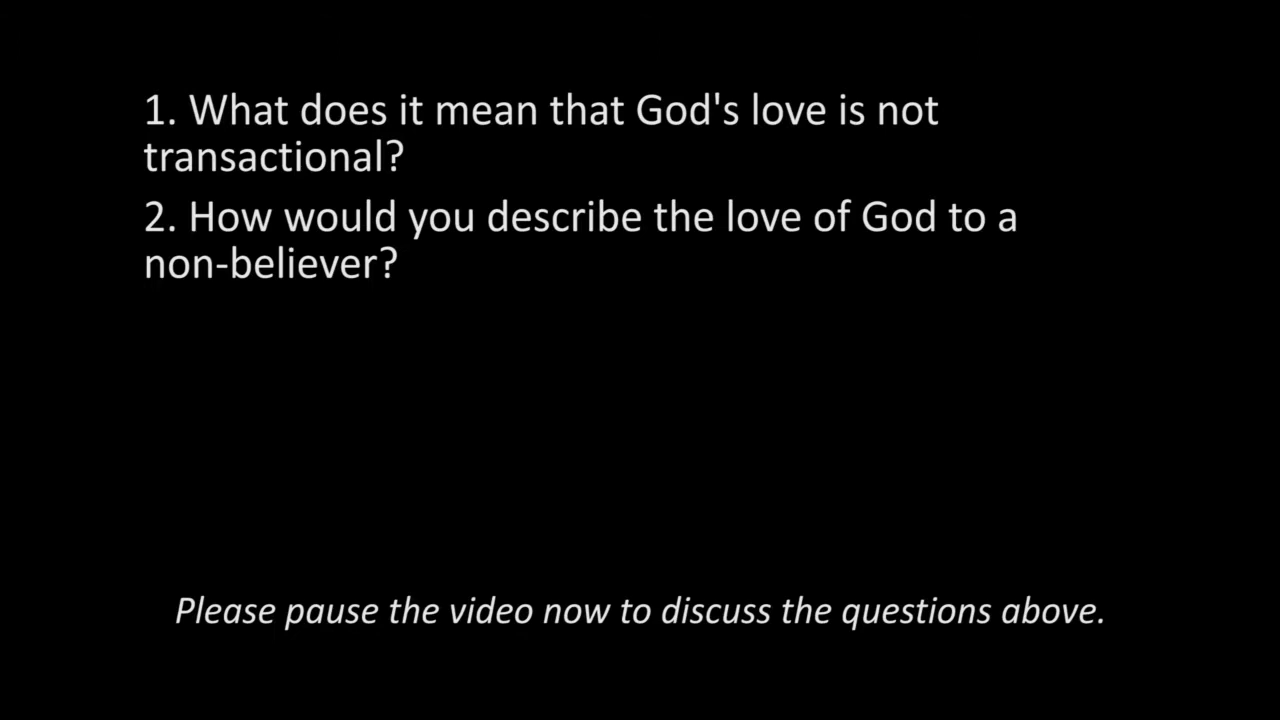 1. What does it mean that God's love is not
transactional?
2. How would you describe the love of God to a
non-believer?
Please pause the video now to discuss the questions above.